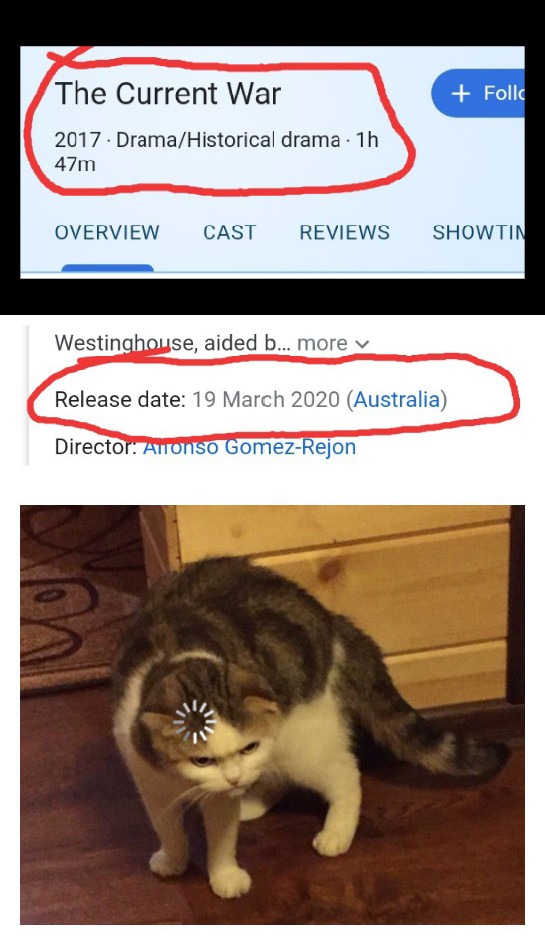 The Current War
+ Follo
2017 · Drama/Historical drama · 1h
47m
OVERVIEW CAST REVIEWS SHOWTIM
Westinghouse, aided b... more
Release date: 19 March 2020 (Australia)
Director: Alfonso Gomez-Rejon